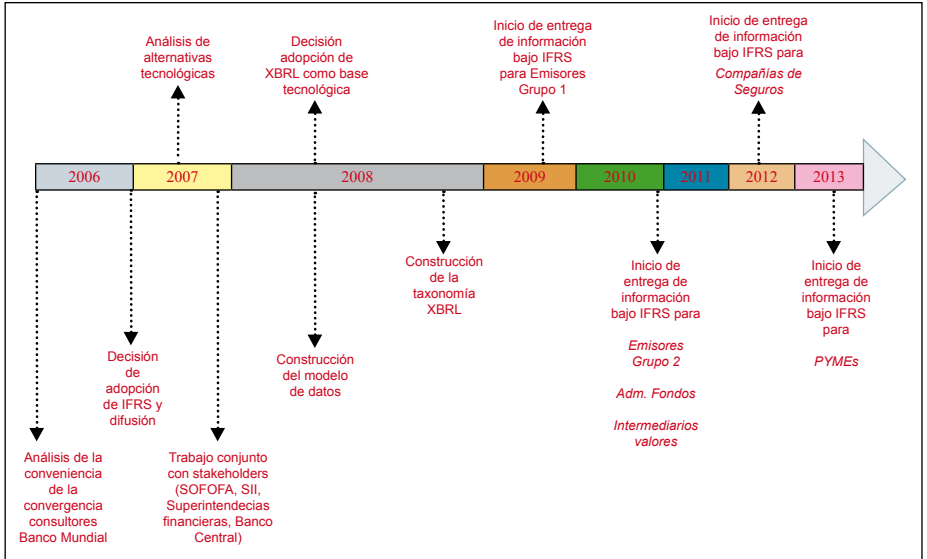 Análisis de
alternativas
tecnológicas
Decisión
adopción de
XBRL como base
tecnológica
Inicio de entrega
de información
bajo IFRS
para Emisores
Grupo 1
Inicio de entrega
de información
bajo IFRS para
Compañías de
Seguros
2006
2007
2008
2009
2010
2011
2012
2013
Análisis de la
conveniencia
de la
convergencia
consultores
Banco Mundial
Decisión
de
adopción
de IFRS y
difusión
Trabajo conjunto
con stakeholders
(SOFOFA, SII,
Superintendecias
financieras, Banco
Central)
Construcción
del modelo
de datos
Construcción
de la
taxonomía
XBRL
Inicio de
entrega de
información
bajo IFRS para
Emisores
Grupo 2
Adm. Fondos
Intermediarios
valores
Inicio de
entrega de
información
bajo IFRS
para
PYMEs